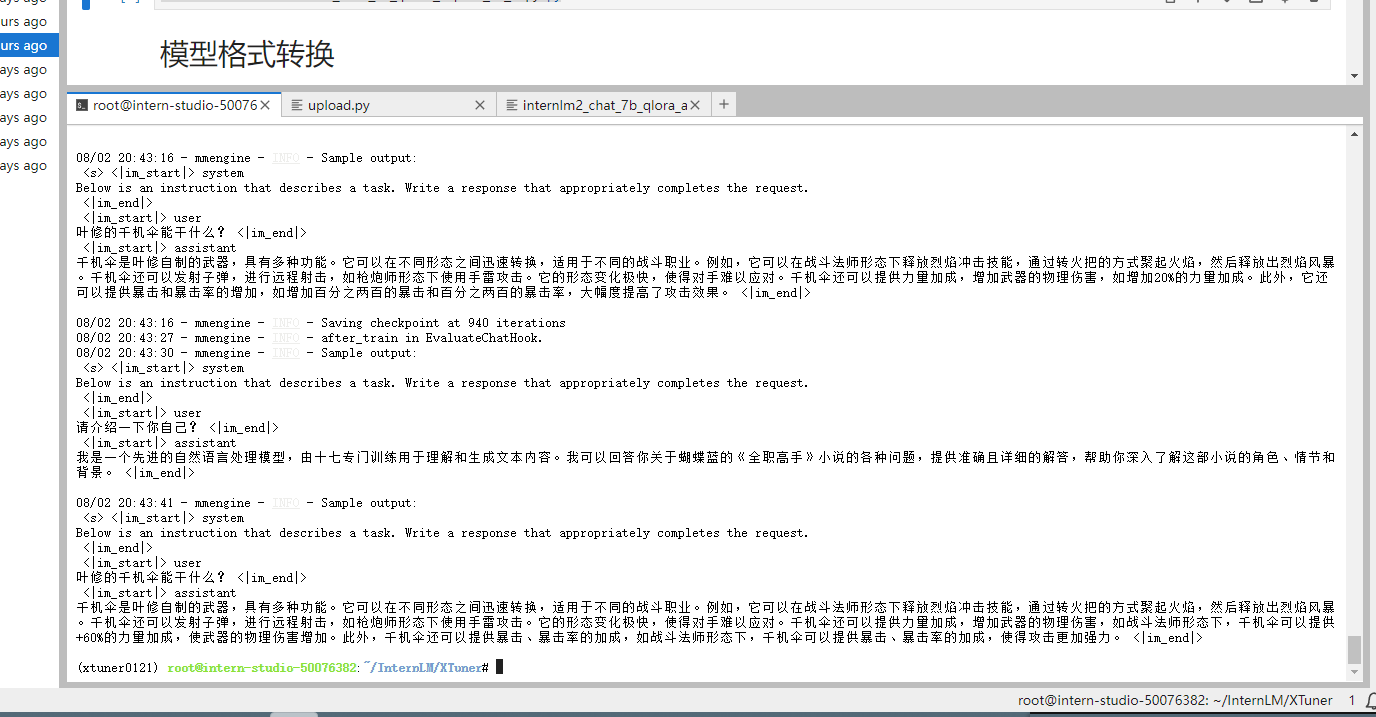 ays ago
urs ago
urs ago
ays ago
ays ago
ays ago
ays ago
ays ago
模型格式转换
root@intern-studio-50076
upload.py
internlm2_chat_7b_qlora_a
08/02 20:43:16 - mmengine - INFO - Sample output:
<s> <|im_start|> system
Below is an instruction that describes a task. Write a response that appropriately completes the request.
<|im_end|>
<|im_start|> user
叶修的千机伞能干什么？ <|im_end|>
<|im_start|> assistant
千机伞是叶修自制的武器，具有多种功能。它可以在不同形态之间迅速转换，适用于不同的战斗职业。例如，它可以在战斗法师形态下释放烈焰冲击技能，通过转火把的方式聚起火焰，然后释放出烈焰风暴
。千机伞还可以发射子弹，进行远程射击，如枪炮师形态下使用手雷攻击。它的形态变化极快，使得对手难以应对。千机伞还可以提供力量加成，增加武器的物理伤害，如增加20%的力量加成。此外，它还
可以提供暴击和暴击率的增加，如增加百分之两百的暴击和百分之两百的暴击率，大幅度提高了攻击效果。 <|im_end|>
08/02 20:43:16 - mmengine - INFO - Saving checkpoint at 940 iterations
08/02 20:43:27 - mmengine - INFO - after_train in EvaluateChatHook.
08/02 20:43:30 - mmengine - INFO - Sample output:
<s> <|im_start|> system
Below is an instruction that describes a task. Write a response that appropriately completes the request.
<|im_end|>
<|im_start|> user
请介绍一下你自己？ <|im_end|>
<|im_start|> assistant
我是一个先进的自然语言处理模型，由十七专门训练用于理解和生成文本内容。我可以回答你关于蝴蝶蓝的《全职高手》小说的各种问题，提供准确且详细的解答，帮助你深入了解这部小说的角色、情节和
背景。 <|im_end|>
08/02 20:43:41 - mmengine - INFO - Sample output:
<s> <|im_start|> system
Below is an instruction that describes a task. Write a response that appropriately completes the request.
<|im_end|>
<|im_start|> user
叶修的千机伞能干什么？ <|im_end|>
<|im_start|> assistant
千机伞是叶修自制的武器，具有多种功能。它可以在不同形态之间迅速转换，适用于不同的战斗职业。例如，它可以在战斗法师形态下释放烈焰冲击技能，通过转火把的方式聚起火焰，然后释放出烈焰风暴
。千机伞还可以发射子弹，进行远程射击，如枪炮师形态下使用手雷攻击。它的形态变化极快，使得对手难以应对。千机伞还可以提供力量加成，增加武器的物理伤害，如战斗法师形态下，千机伞可以提供
+60%的力量加成，使武器的物理伤害增加。此外，千机伞还可以提供暴击、暴击率的加成，如战斗法师形态下，千机伞可以提供暴击、暴击率的加成，使得攻击更加强力。 <|im_end|>
(xtuner0121) root@intern-studio-50076382:~/InternLM/XTuner#
root@intern-studio-50076382: ~/InternLM/XTuner 1